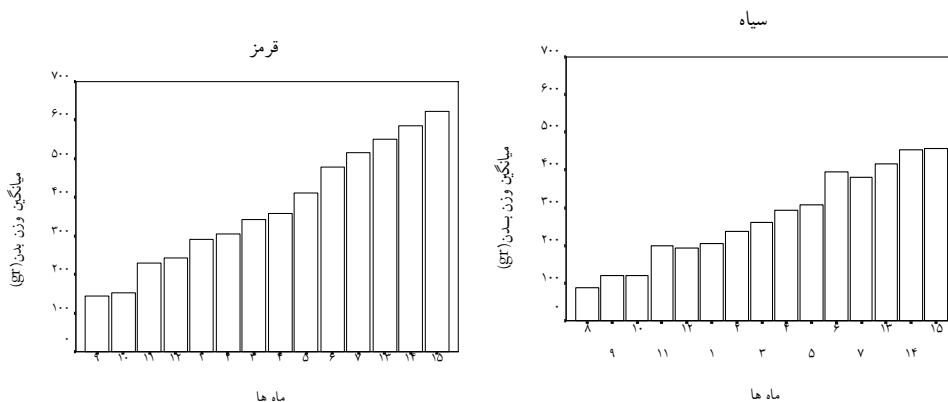 سیاه
میانگین وزن بدن(gr)
۷۰۰
۶۰۰
۵۰۰
۴۰۰
۳۰۰
۲۰۰
۱۰۰
۰
۸ ۱۰ ۱۲ ۲ ۴ ۶ ۱۳ ۱۵
۹ ۱۱ ۱ ۳ ۵ ۷ ۱۴
ماه ها
قرمز
میانگین وزن بدن(gr)
۷۰۰
۶۰۰
۵۰۰
۴۰۰
۳۰۰
۲۰۰
۱۰۰
۰
۹ ۱۰ ۱۱ ۱۲ ۲ ۳ ۴ ۵ ۶ ۷ ۱۳ ۱۴ ۱۵
ماه ها